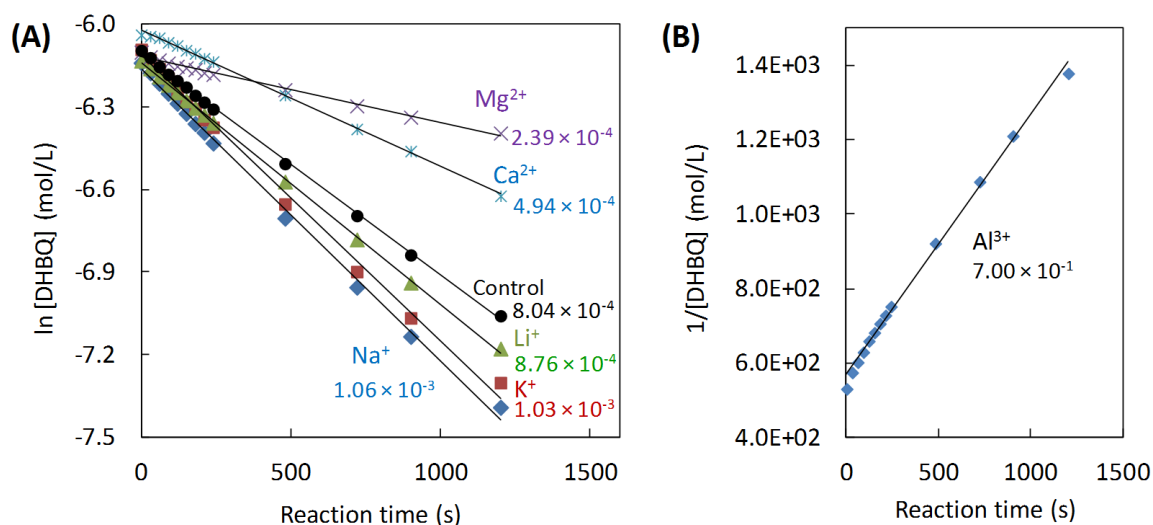 (A)
ln [DHBQ] (mol/L)
-6.0
-6.3
-6.6
-6.9
-7.2
-7.5
Mg²⁺
2.39 × 10⁻⁴
Ca²⁺
4.94 × 10⁻⁴
Control
8.04 × 10⁻⁴
Li⁺
8.76 × 10⁻⁴
Na⁺
1.06 × 10⁻³
K⁺
1.03 × 10⁻³
0 500 1000 1500
Reaction time (s)
(B)
1/[DHBQ] (mol/L)
1.4E+03
1.2E+03
1.0E+03
8.0E+02
6.0E+02
4.0E+02
Al³⁺
7.00 × 10⁻¹
0 500 1000 1500
Reaction time (s)